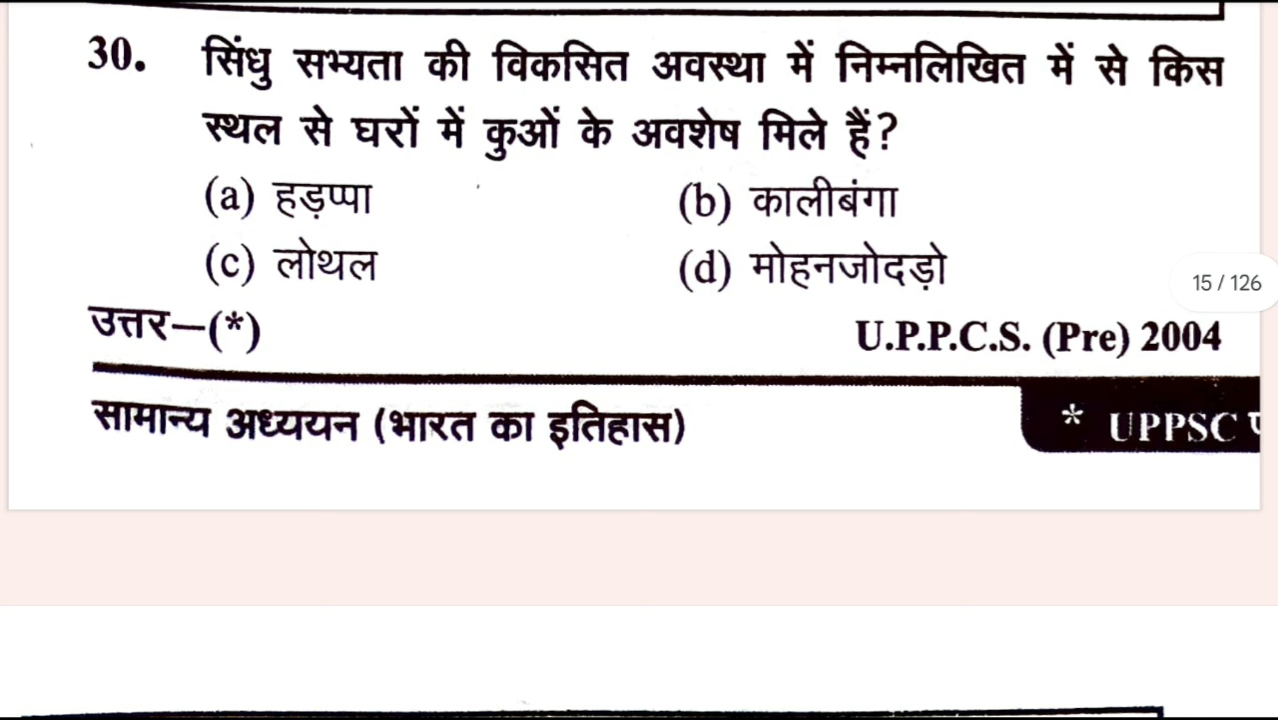 30. सिंधु सभ्यता की विकसित अवस्था में निम्नलिखित में से किस
स्थल से घरों में कुओं के अवशेष मिले हैं?
(a) हड़प्पा (b) कालीबंगा
(c) लोथल (d) मोहनजोदड़ो
15 / 126
उत्तर—(*) U.P.P.C.S. (Pre) 2004
सामान्य अध्ययन (भारत का इतिहास) * UPPSC